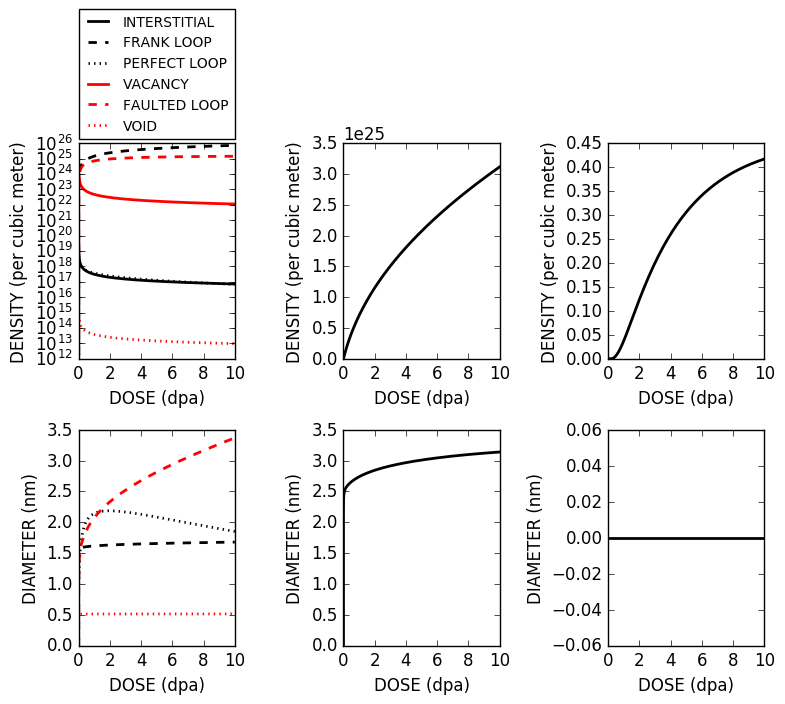 INTERSTITIAL
FRANK LOOP
PERFECT LOOP
VACANCY
FAULTED LOOP
VOID
DENSITY (per cubic meter)
10^26
10^25
10^24
10^23
10^22
10^21
10^20
10^19
10^18
10^17
10^16
10^15
10^14
10^13
10^12
0 2 4 6 8 10
DOSE (dpa)
1e25
DENSITY (per cubic meter)
3.5
3.0
2.5
2.0
1.5
1.0
0.5
0.0
0 2 4 6 8 10
DOSE (dpa)
DENSITY (per cubic meter)
0.45
0.40
0.35
0.30
0.25
0.20
0.15
0.10
0.05
0.00
0 2 4 6 8 10
DOSE (dpa)
DIAMETER (nm)
3.5
3.0
2.5
2.0
1.5
1.0
0.5
0.0
0 2 4 6 8 10
DOSE (dpa)
DIAMETER (nm)
3.5
3.0
2.5
2.0
1.5
1.0
0.5
0.0
0 2 4 6 8 10
DOSE (dpa)
DIAMETER (nm)
0.06
0.04
0.02
0.00
−0.02
−0.04
−0.06
0 2 4 6 8 10
DOSE (dpa)